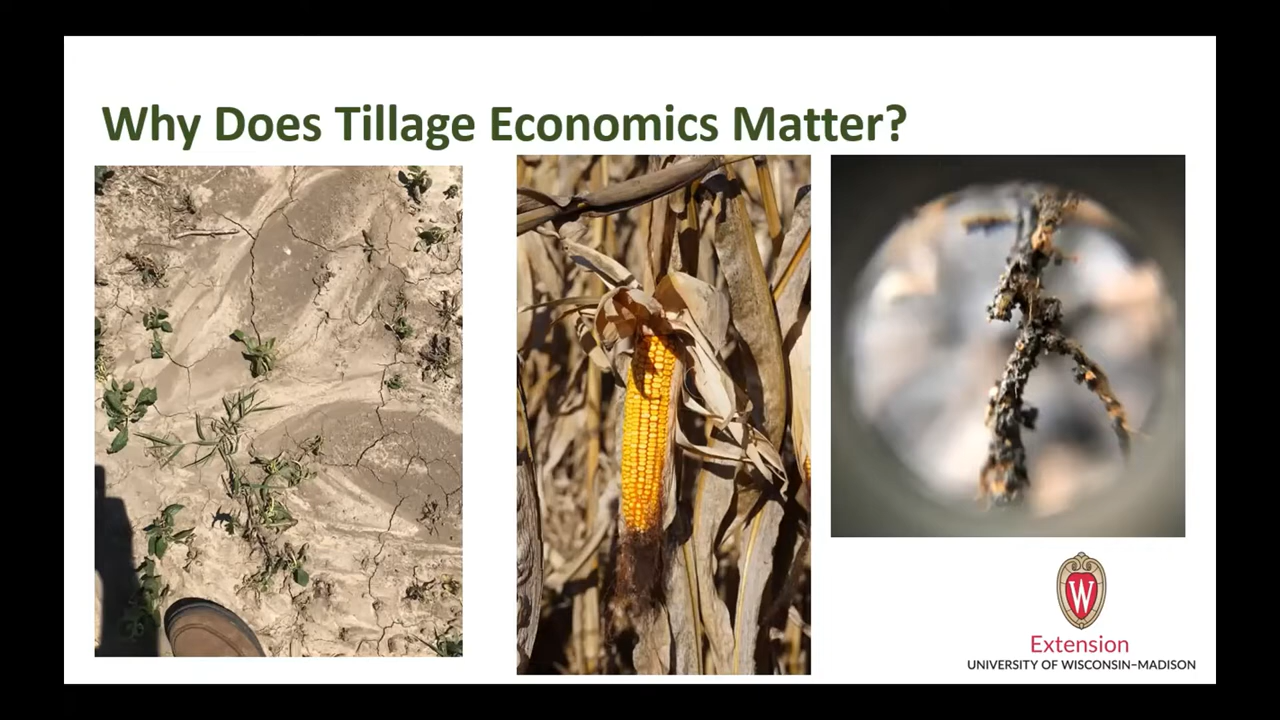 Why Does Tillage Economics Matter?
W
Extension
UNIVERSITY OF WISCONSIN–MADISON